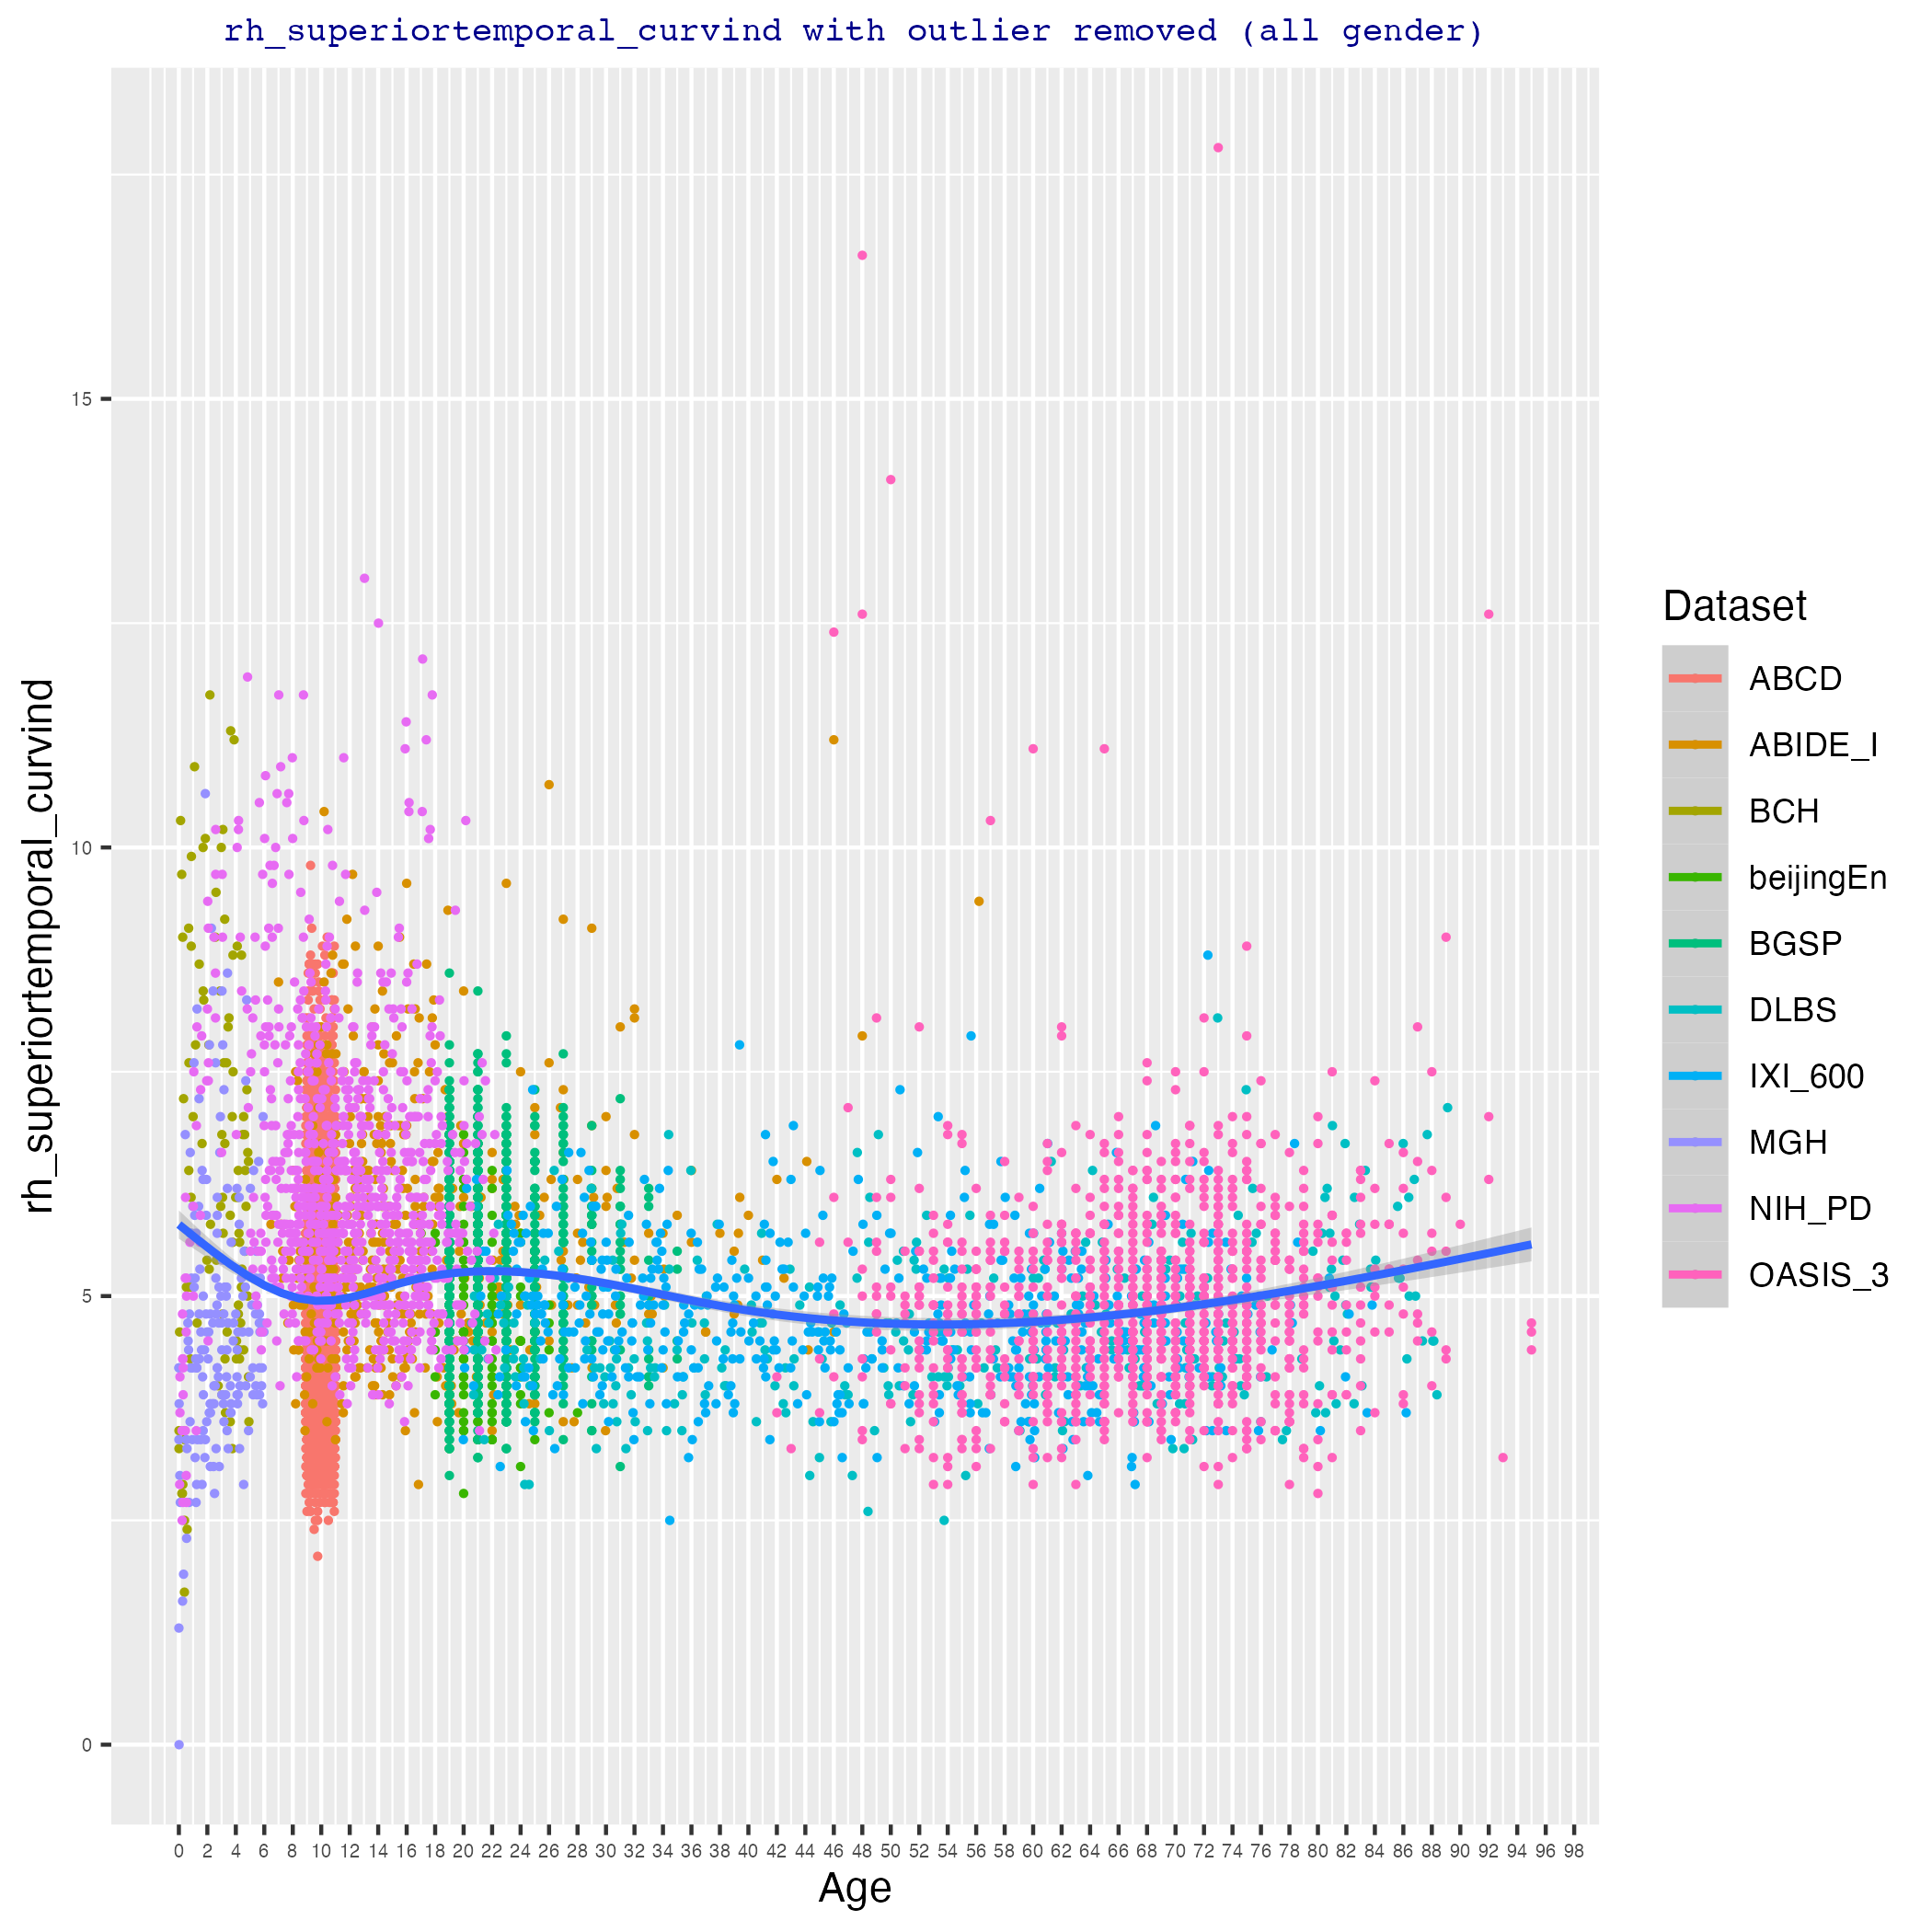 rh_superiortemporal_curvind with outlier removed (all gender)
rh_superiortemporal_curvind
15
10
5
0
0 2 4 6 8 10 12 14 16 18 20 22 24 26 28 30 32 34 36 38 40 42 44 46 48 50 52 54 56 58 60 62 64 66 68 70 72 74 76 78 80 82 84 86 88 90 92 94 96 98
Age
Dataset
ABCD
ABIDE_I
BCH
beijingEn
BGSP
DLBS
IXI_600
MGH
NIH_PD
OASIS_3